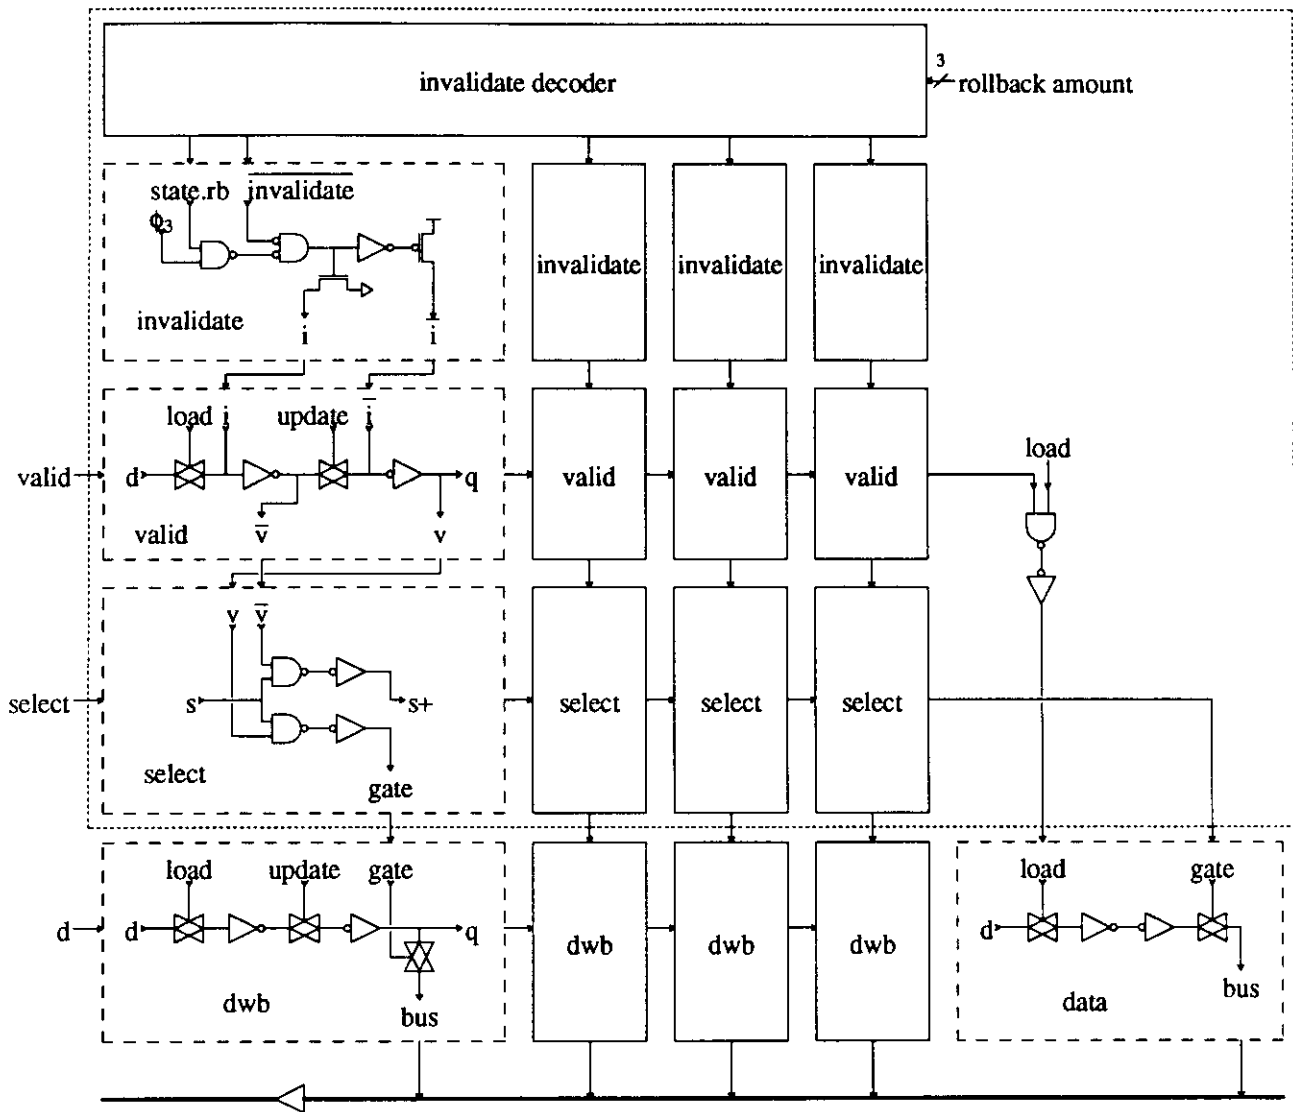 invalidate decoder
3
rollback amount
state.rb
invalidate
ϕ3
invalidate
i
i
invalidate
invalidate
invalidate
load
i
update
i
valid
d
q
valid
v
v
valid
valid
valid
load
v
v
select
s
s+
select
gate
select
select
select
load
update
gate
d
d
q
dwb
bus
dwb
dwb
dwb
load
gate
d
data
bus